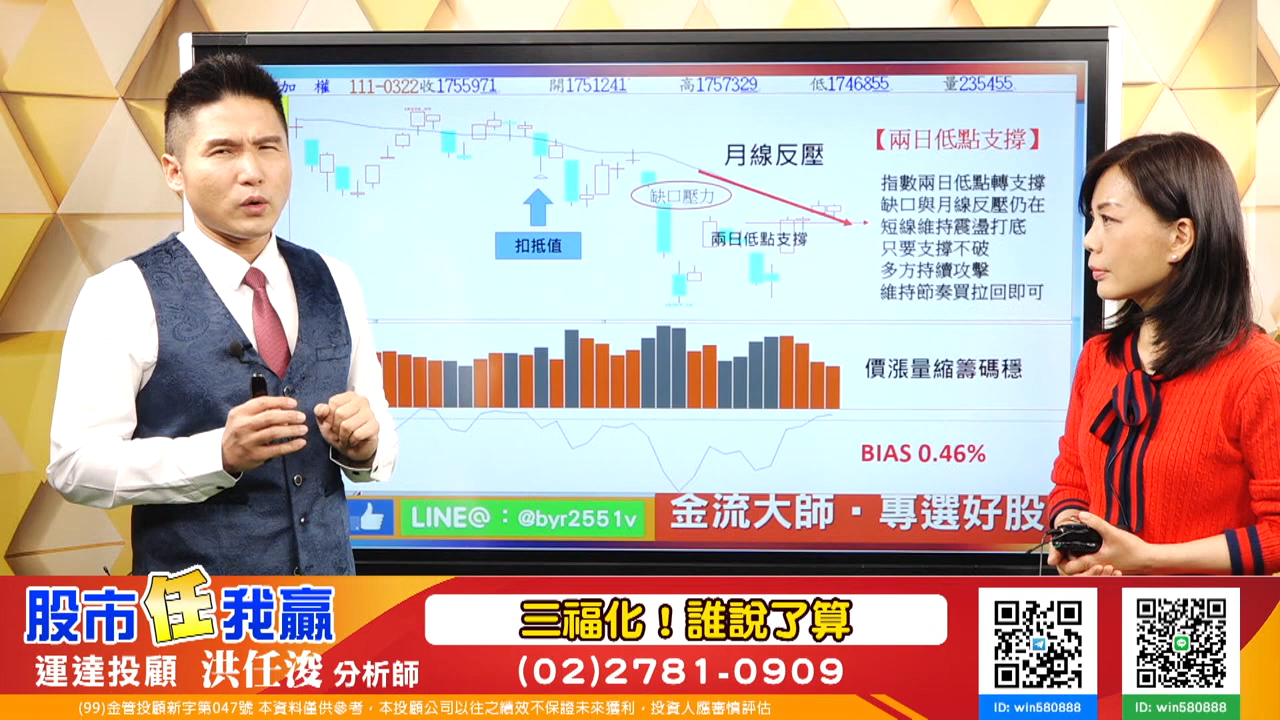 加 權 111-0322收1755971 開1751241 高1757329 低1746855 量235455
月線反壓
缺口壓力
扣抵值
兩日低點支撐
【兩日低點支撐】
指數兩日低點轉支撐
缺口與月線反壓仍在
短線維持震盪打底
只要支撐不破
多方持續攻擊
維持節奏買拉回即可
價漲量縮籌碼穩
BIAS 0.46%
LINE@：@byr2551v
金流大師·專選好股
股市任我贏
運達投顧 洪任浚 分析師
三福化！誰說了算
(02)2781-0909
ID: win580888
ID: win580888
(99)金管投顧新字第047號 本資料僅供參考，本投顧公司以往之績效不保證未來獲利，投資人應審慎評估